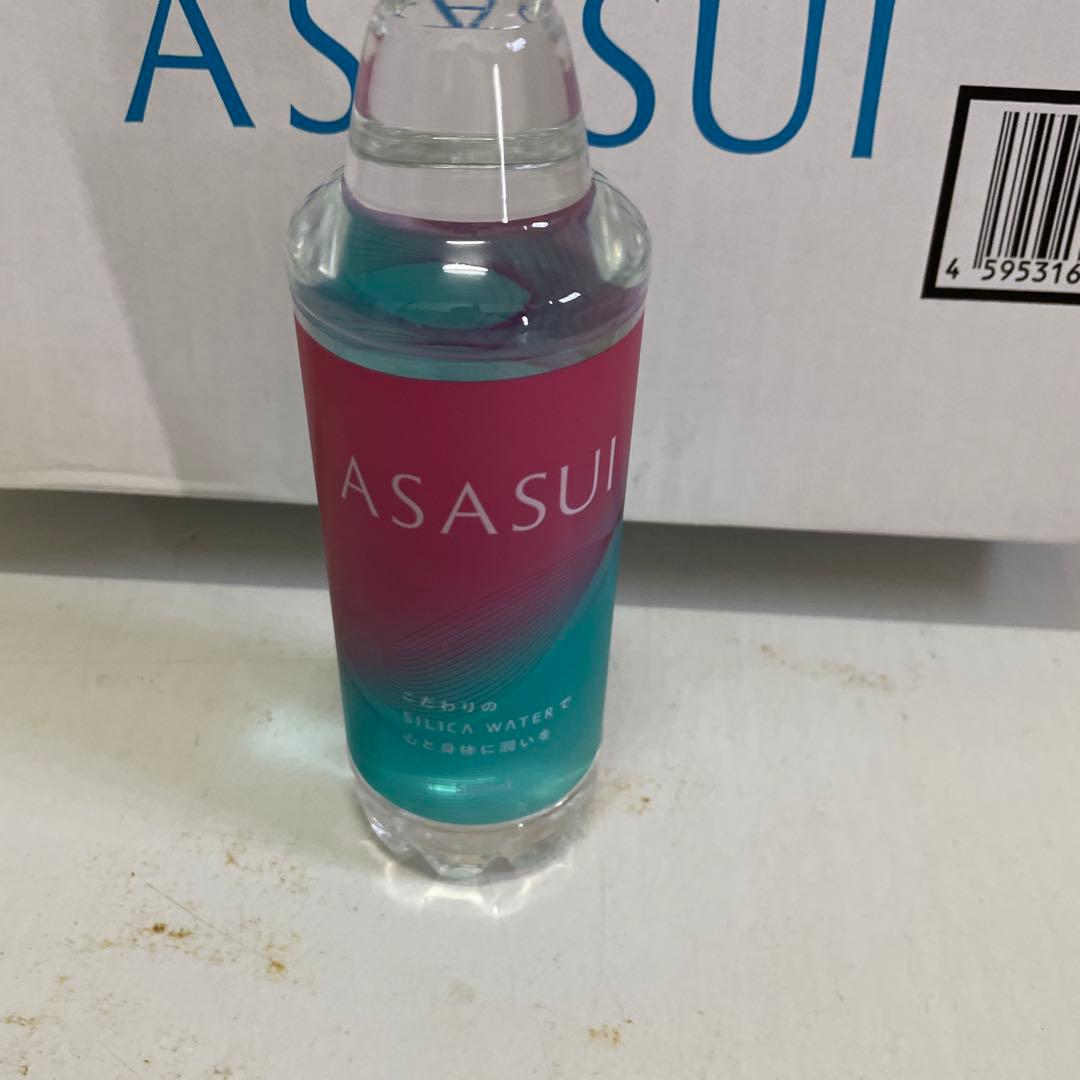 ASASUI
4 595316
ASASUI
こだわりの
SILICA WATERで
心と身体に潤いを